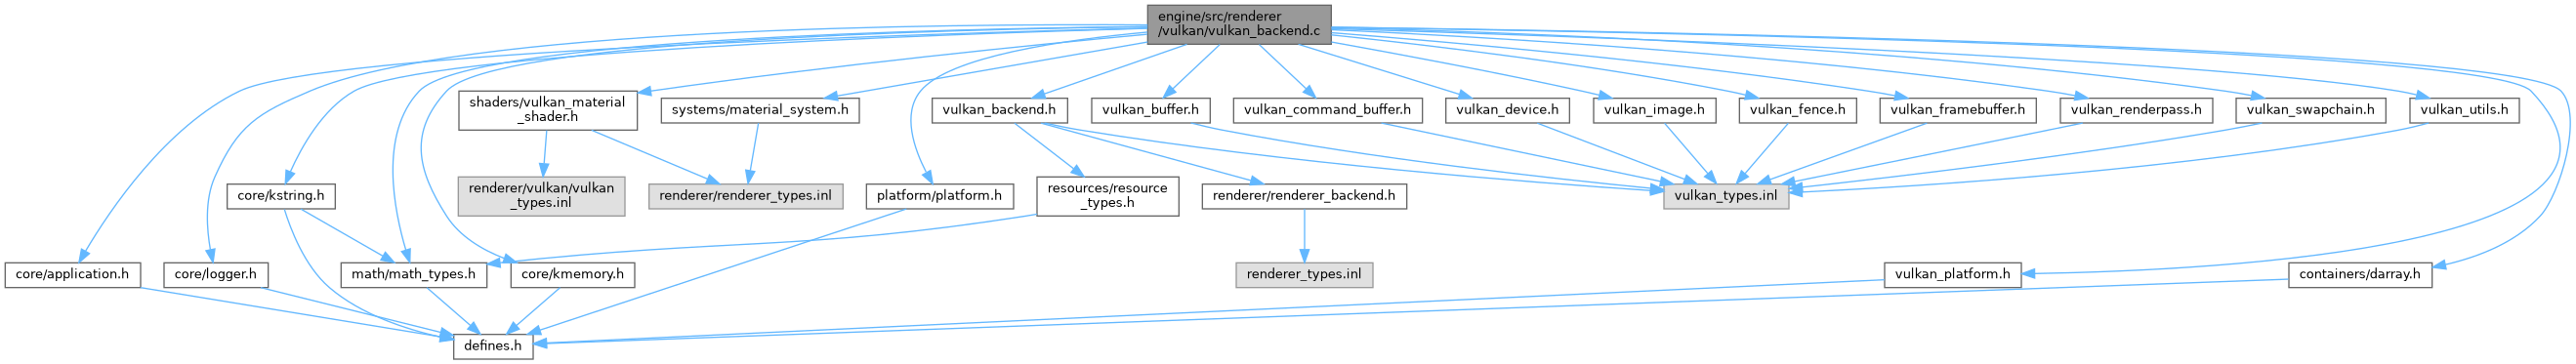 engine/src/renderer
/vulkan/vulkan_backend.c
shaders/vulkan_material
_shader.h
systems/material_system.h
vulkan_backend.h
vulkan_buffer.h
vulkan_command_buffer.h
vulkan_device.h
vulkan_image.h
vulkan_fence.h
vulkan_framebuffer.h
vulkan_renderpass.h
vulkan_swapchain.h
vulkan_utils.h
core/kstring.h
renderer/vulkan/vulkan
_types.inl
renderer/renderer_types.inl
platform/platform.h
resources/resource
_types.h
renderer/renderer_backend.h
vulkan_types.inl
core/application.h
core/logger.h
math/math_types.h
core/kmemory.h
renderer_types.inl
vulkan_platform.h
containers/darray.h
defines.h